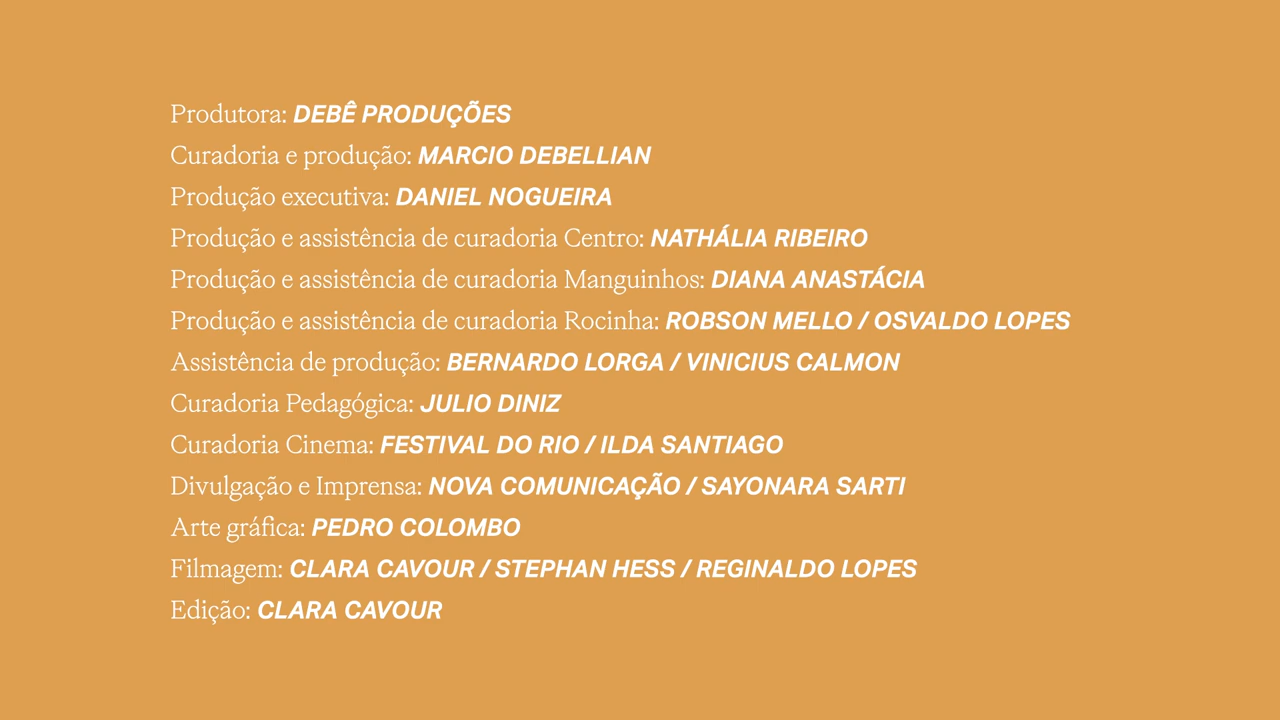 Produtora: DEBÊ PRODUÇÕES
Curadoria e produção: MARCIO DEBELLIAN
Produção executiva: DANIEL NOGUEIRA
Produção e assistência de curadoria Centro: NATHÁLIA RIBEIRO
Produção e assistência de curadoria Manguinhos: DIANA ANASTÁCIA
Produção e assistência de curadoria Rocinha: ROBSON MELLO / OSVALDO LOPES
Assistência de produção: BERNARDO LORGA / VINICIUS CALMON
Curadoria Pedagógica: JULIO DINIZ
Curadoria Cinema: FESTIVAL DO RIO / ILDA SANTIAGO
Divulgação e Imprensa: NOVA COMUNICAÇÃO / SAYONARA SARTI
Arte gráfica: PEDRO COLOMBO
Filmagem: CLARA CAVOUR / STEPHAN HESS / REGINALDO LOPES
Edição: CLARA CAVOUR